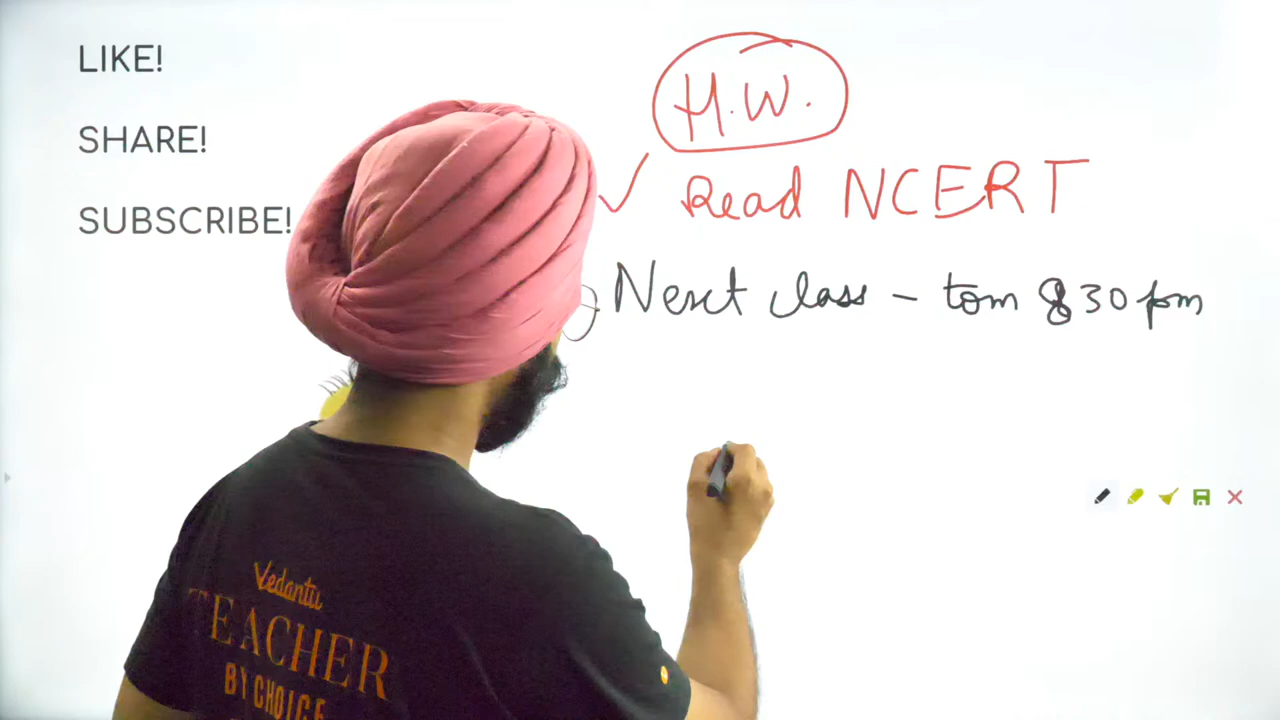 LIKE!
SHARE!
SUBSCRIBE!
H.W.
✓ Read NCERT
Next class - tom 8 30 pm
Vedantu
TEACHER
BY CHOICE